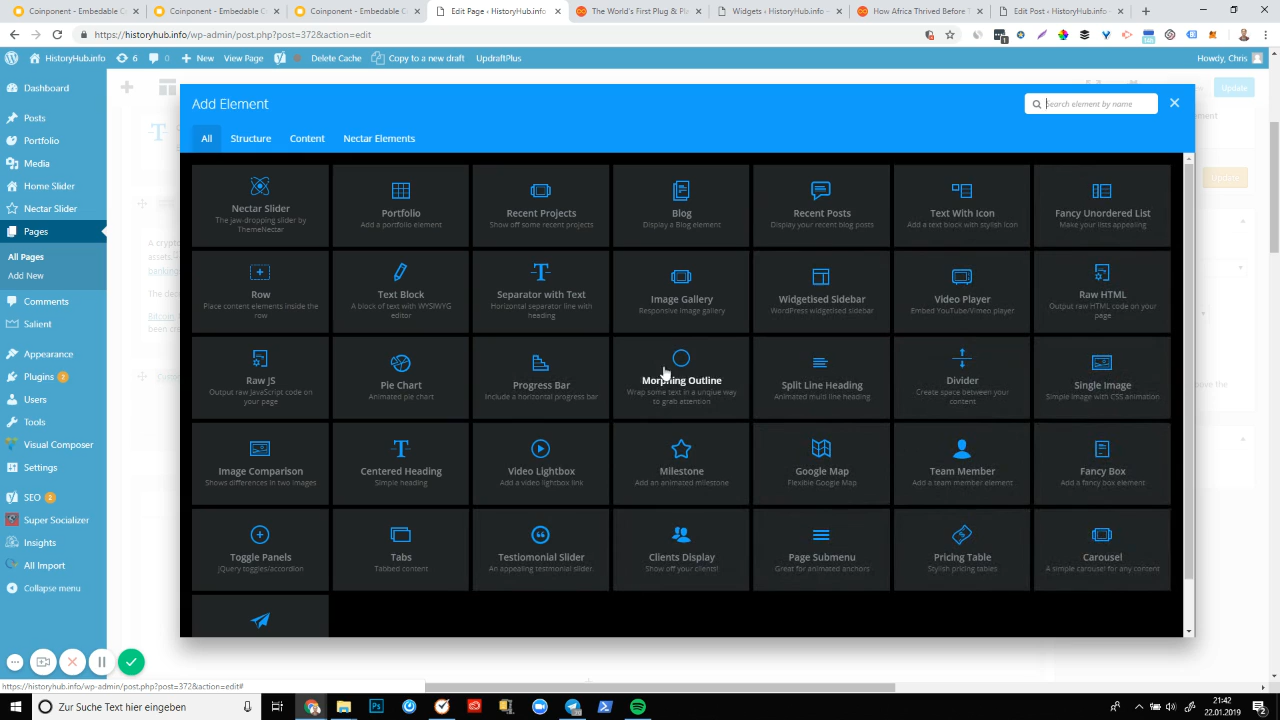 Coinponent - Embedable C
Coinponent - Embedable C
Coinponent - Embedable C
Edit Page ‹ HistoryHub.info
The World's First Plug & Pla
Widgets ‹ HistoryHub.info
How Africa Thrived Before T
Edit Post ‹ HistoryHub.info
https://historyhub.info/wp-admin/post.php?post=372&action=edit
HistoryHub.info
6
0
New
View Page
Delete Cache
Copy to a new draft
UpdraftPlus
Howdy, Chris
Dashboard
Posts
Portfolio
Media
Home Slider
Nectar Slider
Pages
All Pages
Add New
Comments
Salient
Appearance
Plugins 2
Users
Tools
Visual Composer
Settings
SEO 2
Super Socializer
Insights
All Import
Collapse menu
Update
Update
A crypto
assets.
banking
The dec
Bitcoin,
been cre
Add Element
Search element by name
All
Structure
Content
Nectar Elements
Nectar Slider
The jaw-dropping slider by
ThemeNectar
Portfolio
Add a portfolio element
Recent Projects
Show off some recent projects
Blog
Display a Blog element
Recent Posts
Display your recent blog posts
Text With Icon
Add a text block with stylish icon
Fancy Unordered List
Make your lists appealing
Row
Place content elements inside the
row
Text Block
A block of text with WYSIWYG
editor
Separator with Text
Horizontal separator line with
heading
Image Gallery
Responsive image gallery
Widgetised Sidebar
WordPress widgetised sidebar
Video Player
Embed YouTube/Vimeo player
Raw HTML
Output raw HTML code on your
page
Raw JS
Output raw JavaScript code on
your page
Pie Chart
Animated pie chart
Progress Bar
Include a horizontal progress bar
Morphing Outline
Wrap some text in a unqiue way
to grab attention
Split Line Heading
Animated multi line heading
Divider
Create space between your
content
Single Image
Simple image with CSS animation
Image Comparison
Shows differences in two images
Centered Heading
Simple heading
Video Lightbox
Add a video lightbox link
Milestone
Add an animated milestone
Google Map
Flexible Google Map
Team Member
Add a team member element
Fancy Box
Add a fancy box element
Toggle Panels
jQuery toggles/accordion
Tabs
Tabbed content
Testiomonial Slider
An appealing testmonial slider.
Clients Display
Show off your clients!
Page Submenu
Great for animated anchors
Pricing Table
Stylish pricing tables
Carousel
A simple carousel for any content
https://historyhub.info/wp-admin/post.php?post=372&action=edit#
Zur Suche Text hier eingeben
21:42
22.01.2019